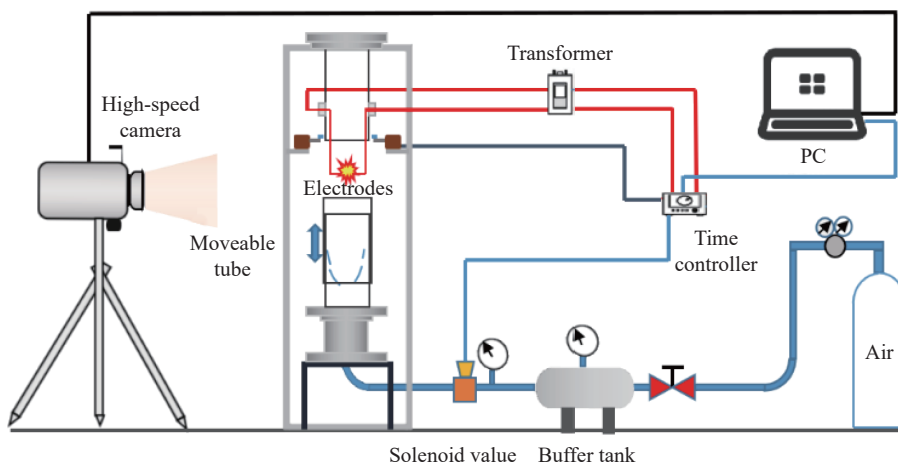 Transformer
High-speed
camera
PC
Electrodes
Moveable
tube
Time
controller
Air
Solenoid value
Buffer tank